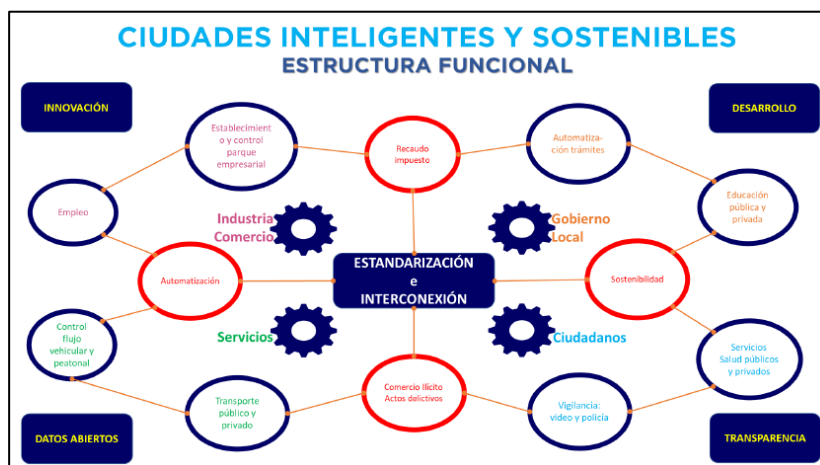 CIUDADES INTELIGENTES Y SOSTENIBLES
ESTRUCTURA FUNCIONAL
INNOVACIÓN
DESARROLLO
Establecimient
o y control
parque
empresarial
Recaudo
impuesto
Automatiza-
ción trámites
Empleo
Educación
pública y
privada
Industria
Comercio
Gobierno
Local
Automatización
ESTANDARIZACIÓN
e
INTERCONEXIÓN
Sostenibilidad
Control
flujo
vehicular y
peatonal
Servicios
Ciudadanos
Servicios
Salud públicos
y privados
Transporte
público y
privado
Comercio Ilícito
Actos delictivos
Vigilancia:
video y policía
DATOS ABIERTOS
TRANSPARENCIA